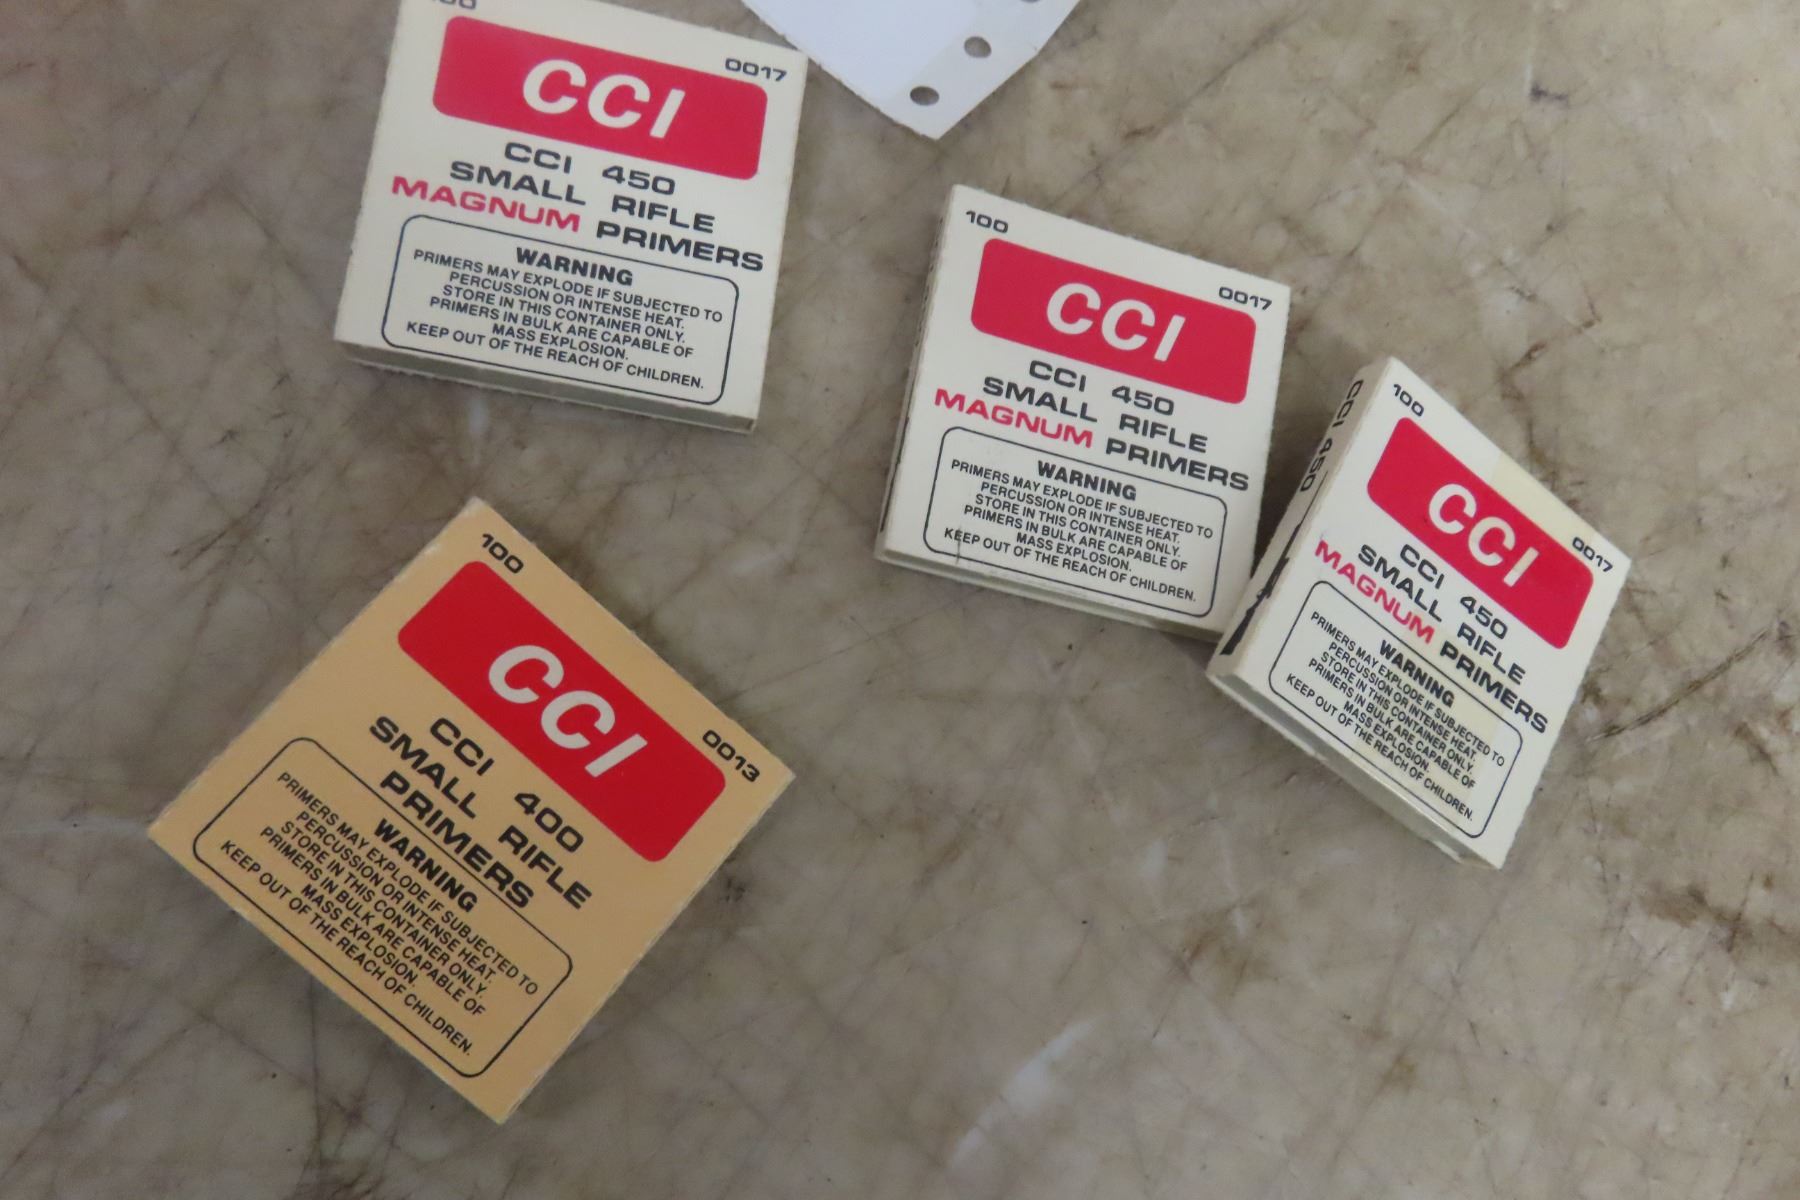 100
0017
CCI
CCI 450
SMALL RIFLE
MAGNUM PRIMERS
WARNING
PRIMERS MAY EXPLODE IF SUBJECTED TO
PERCUSSION OR INTENSE HEAT.
STORE IN THIS CONTAINER ONLY.
PRIMERS IN BULK ARE CAPABLE OF
MASS EXPLOSION.
KEEP OUT OF THE REACH OF CHILDREN.
100
0017
CCI
CCI 450
SMALL RIFLE
MAGNUM PRIMERS
WARNING
PRIMERS MAY EXPLODE IF SUBJECTED TO
PERCUSSION OR INTENSE HEAT.
STORE IN THIS CONTAINER ONLY.
PRIMERS IN BULK ARE CAPABLE OF
MASS EXPLOSION.
KEEP OUT OF THE REACH OF CHILDREN.
CCI 450
100
0017
CCI
CCI 450
SMALL RIFLE
MAGNUM PRIMERS
WARNING
PRIMERS MAY EXPLODE IF SUBJECTED TO
PERCUSSION OR INTENSE HEAT.
STORE IN THIS CONTAINER ONLY.
PRIMERS IN BULK ARE CAPABLE OF
MASS EXPLOSION.
KEEP OUT OF THE REACH OF CHILDREN.
100
0013
CCI
CCI 400
SMALL RIFLE
PRIMERS
WARNING
PRIMERS MAY EXPLODE IF SUBJECTED TO
PERCUSSION OR INTENSE HEAT.
STORE IN THIS CONTAINER ONLY.
PRIMERS IN BULK ARE CAPABLE OF
MASS EXPLOSION.
KEEP OUT OF THE REACH OF CHILDREN.